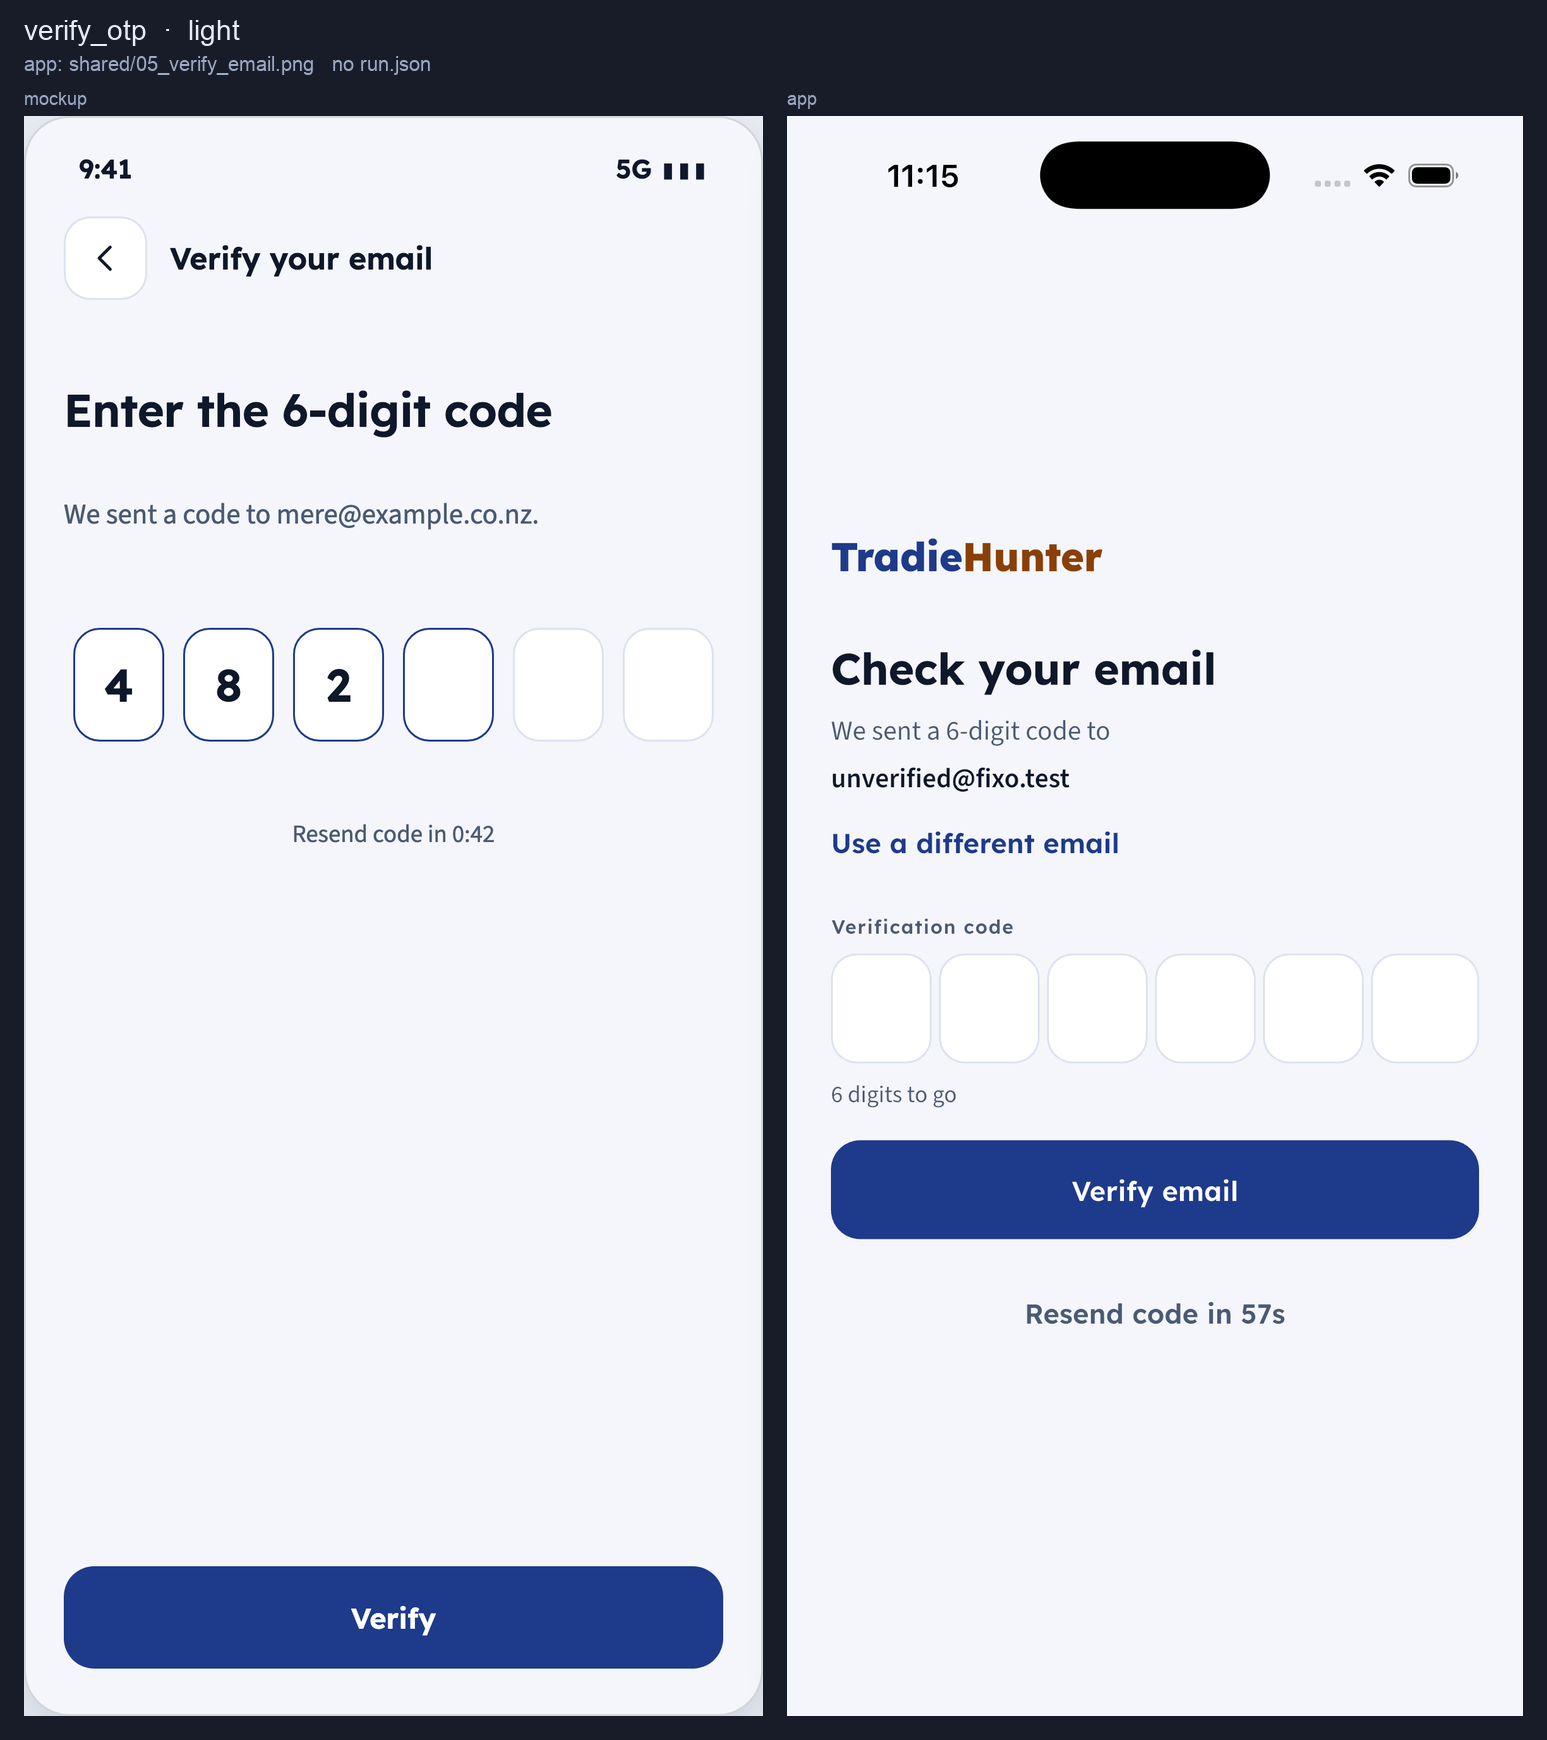 verify_otp · light
app: shared/05_verify_email.png no run.json
mockup
9:41 5G
Verify your email
Enter the 6-digit code
We sent a code to mere@example.co.nz.
4 8 2
Resend code in 0:42
Verify
app
11:15
TradieHunter
Check your email
We sent a 6-digit code to
unverified@fixo.test
Use a different email
Verification code
6 digits to go
Verify email
Resend code in 57s